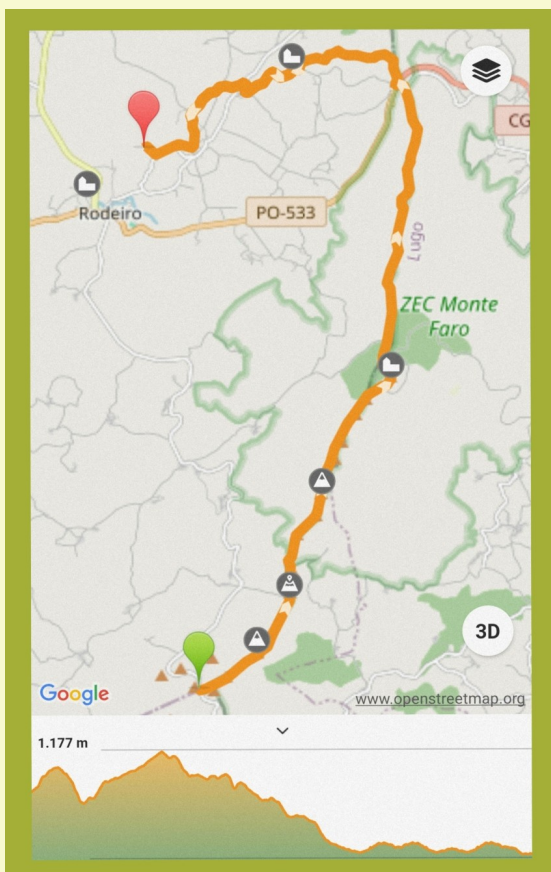 CG
Rodeiro
PO-533
Lugo
ZEC Monte
Faro
3D
Google
www.openstreetmap.org
1.177 m